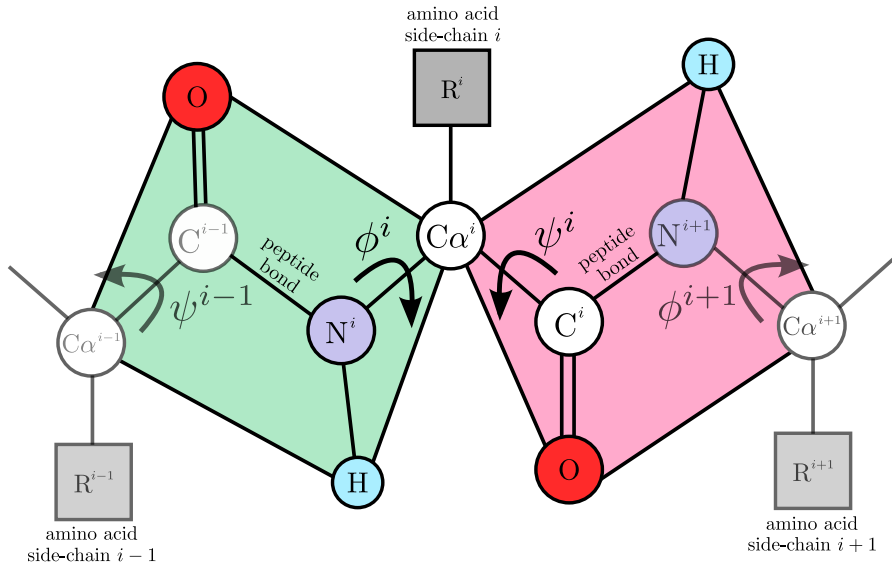 amino acid
side-chain i
R^i
H
O
C^{i-1}
peptide
bond
ϕ^i
Cα^i
ψ^i
peptide
bond
N^{i+1}
ψ^{i-1}
ϕ^{i+1}
Cα^{i-1}
N^i
C^i
Cα^{i+1}
R^{i-1}
H
O
R^{i+1}
amino acid
side-chain i − 1
amino acid
side-chain i + 1